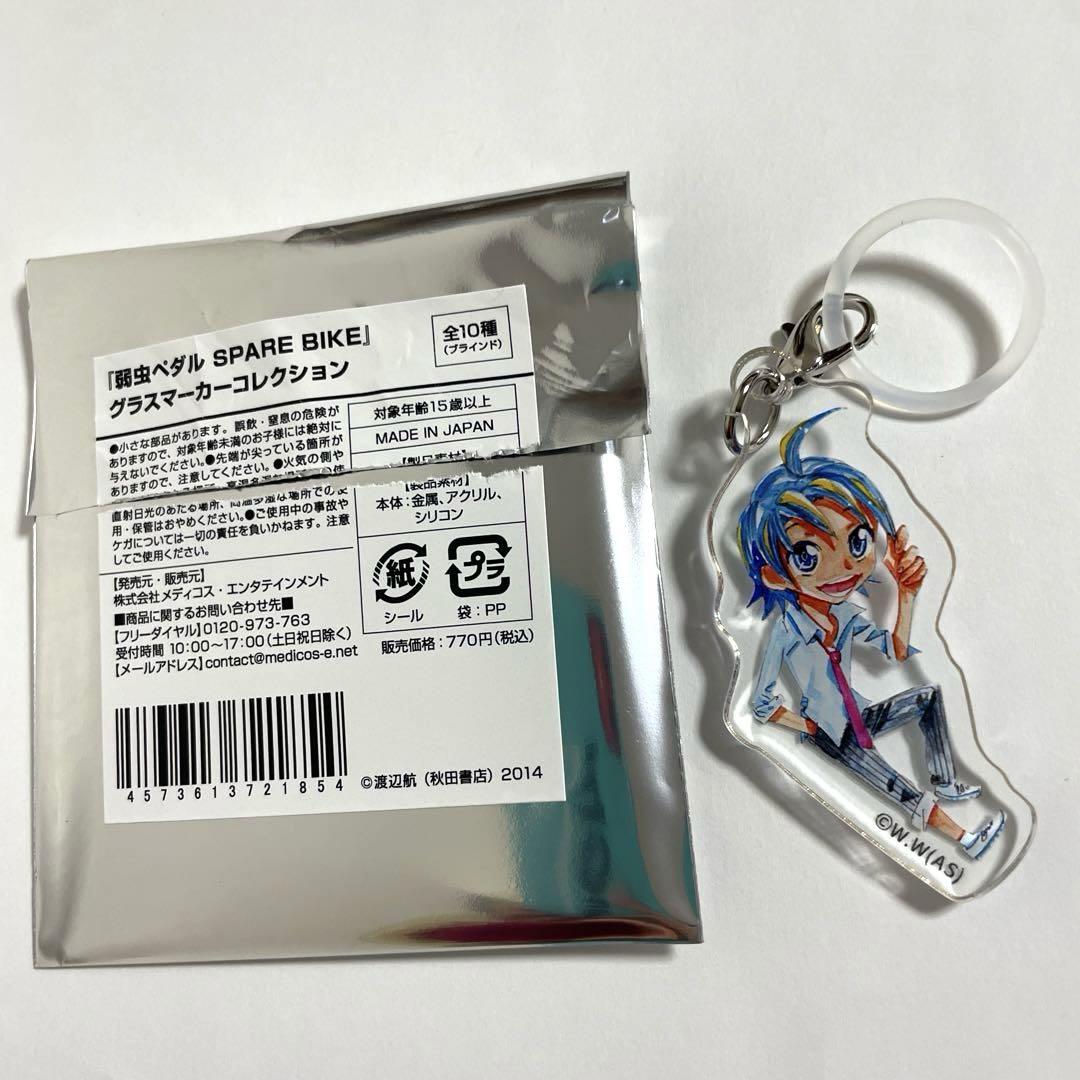 『弱虫ペダル SPARE BIKE』
グラスマーカーコレクション
全10種
(ブラインド)
●小さな部品があります。誤飲・窒息の危険が
ありますので、対象年齢未満のお子様には絶対に
与えないでください。●先端が尖っている箇所が
ありますので、注意してください。●火気の側や
直射日光のあたる場所、高温多湿な場所での使
用・保管はおやめください。●ご使用中の事故や
ケガについては一切の責任を負いかねます。注意
してご使用ください。
対象年齢15歳以上
MADE IN JAPAN
【製品素材】
本体:金属、アクリル、
シリコン
紙
シール
プラ
袋:PP
【発売元・販売元】
株式会社メディコス・エンタテインメント
■商品に関するお問い合わせ先■
【フリーダイヤル】0120-973-763
受付時間 10:00〜17:00(土日祝日除く)
【メールアドレス】contact@medicos-e.net
販売価格:770円(税込)
4573613721854
©渡辺航(秋田書店)2014
©W.W(AS)